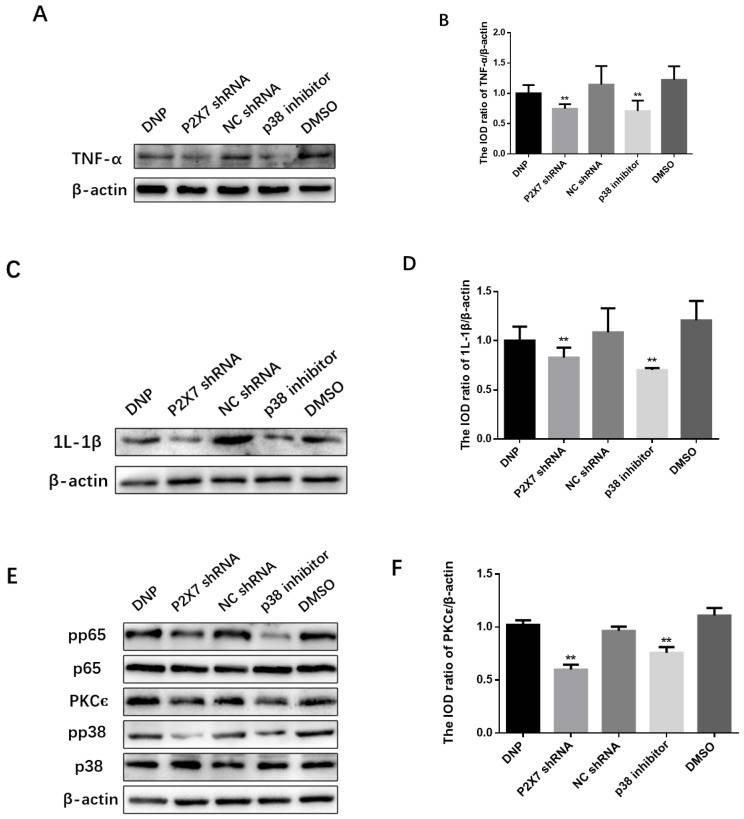 A
DNP
P2X7 shRNA
NC shRNA
p38 inhibitor
DMSO
TNF-α
β-actin
B
The IOD ratio of TNF-α/β-actin
2.0
1.5
1.0
0.5
0.0
**
**
DNP
P2X7 shRNA
NC shRNA
p38 inhibitor
DMSO
C
DNP
P2X7 shRNA
NC shRNA
p38 inhibitor
DMSO
1L-1β
β-actin
D
The IOD ratio of 1L-1β/β-actin
1.5
1.0
0.5
0.0
**
**
DNP
P2X7 shRNA
NC shRNA
p38 inhibitor
DMSO
E
DNP
P2X7 shRNA
NC shRNA
p38 inhibitor
DMSO
pp65
p65
PKCε
pp38
p38
β-actin
F
The IOD ratio of PKCε/β-actin
1.5
1.0
0.5
0.0
**
**
DNP
P2X7 shRNA
NC shRNA
p38 inhibitor
DMSO